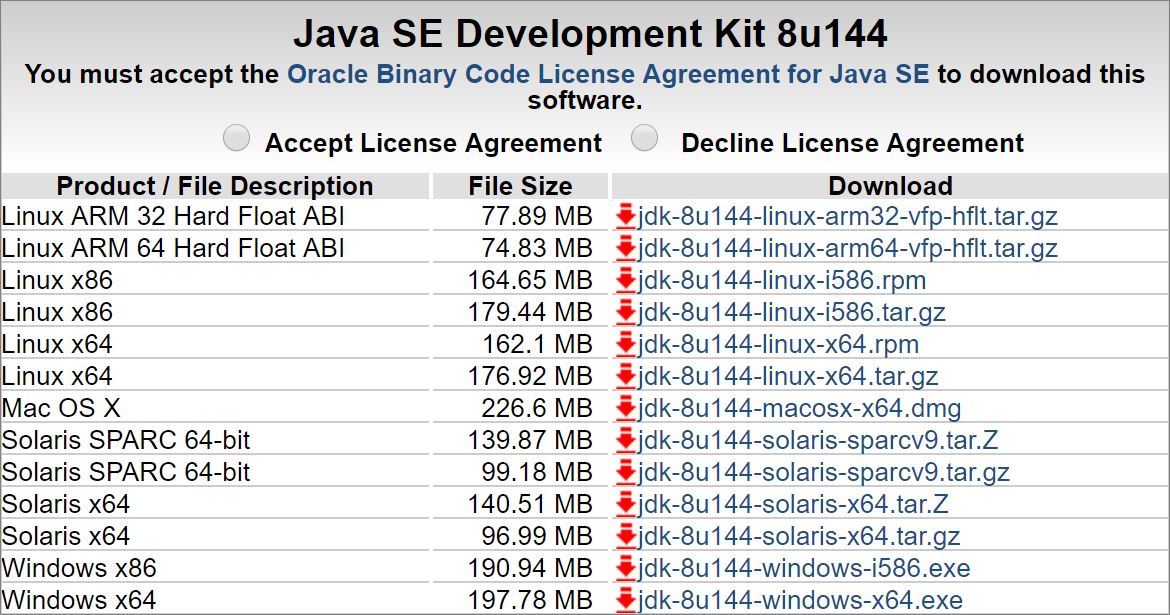 Java SE Development Kit 8u144
You must accept the Oracle Binary Code License Agreement for Java SE to download this
software.
Accept License Agreement Decline License Agreement
Product / File Description File Size Download
Linux ARM 32 Hard Float ABI 77.89 MB jdk-8u144-linux-arm32-vfp-hflt.tar.gz
Linux ARM 64 Hard Float ABI 74.83 MB jdk-8u144-linux-arm64-vfp-hflt.tar.gz
Linux x86 164.65 MB jdk-8u144-linux-i586.rpm
Linux x86 179.44 MB jdk-8u144-linux-i586.tar.gz
Linux x64 162.1 MB jdk-8u144-linux-x64.rpm
Linux x64 176.92 MB jdk-8u144-linux-x64.tar.gz
Mac OS X 226.6 MB jdk-8u144-macosx-x64.dmg
Solaris SPARC 64-bit 139.87 MB jdk-8u144-solaris-sparcv9.tar.Z
Solaris SPARC 64-bit 99.18 MB jdk-8u144-solaris-sparcv9.tar.gz
Solaris x64 140.51 MB jdk-8u144-solaris-x64.tar.Z
Solaris x64 96.99 MB jdk-8u144-solaris-x64.tar.gz
Windows x86 190.94 MB jdk-8u144-windows-i586.exe
Windows x64 197.78 MB jdk-8u144-windows-x64.exe